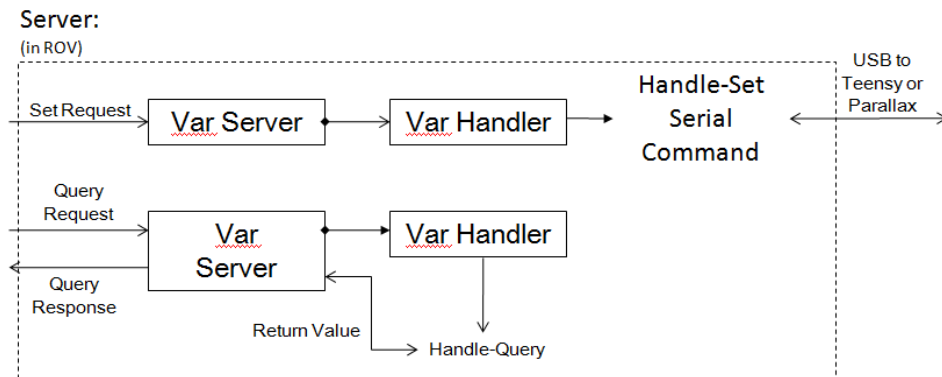 Server:
(in ROV)
USB to
Teensy or
Parallax
Set Request
Var Server
Var Handler
Handle-Set
Serial
Command
Query
Request
Var
Server
Var Handler
Query
Response
Return Value
Handle-Query